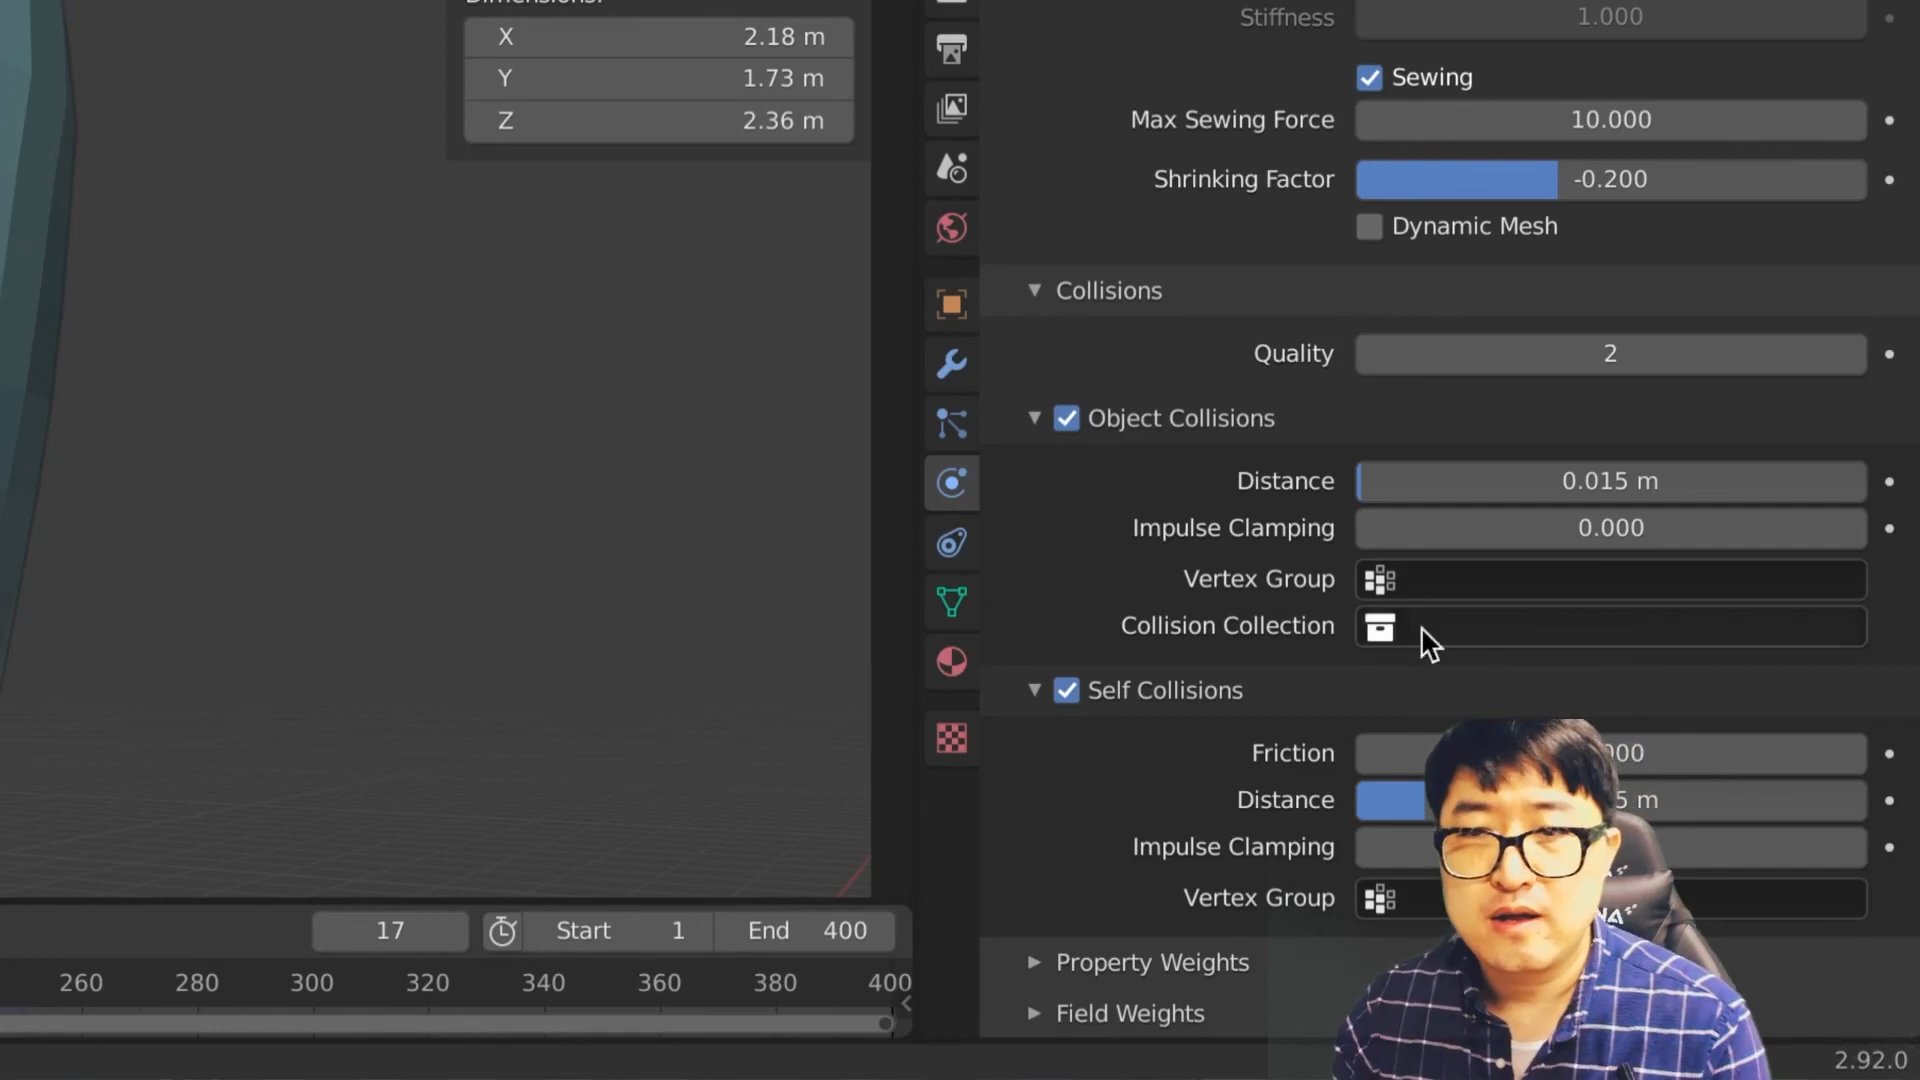 X 2.18 m
Y 1.73 m
Z 2.36 m
Stiffness 1.000
Sewing
Max Sewing Force 10.000
Shrinking Factor -0.200
Dynamic Mesh
Collisions
Quality 2
Object Collisions
Distance 0.015 m
Impulse Clamping 0.000
Vertex Group
Collision Collection
Self Collisions
Friction
Distance
Impulse Clamping
Vertex Group
Property Weights
Field Weights
17 Start 1 End 400
260 280 300 320 340 360 380 400
2.92.0